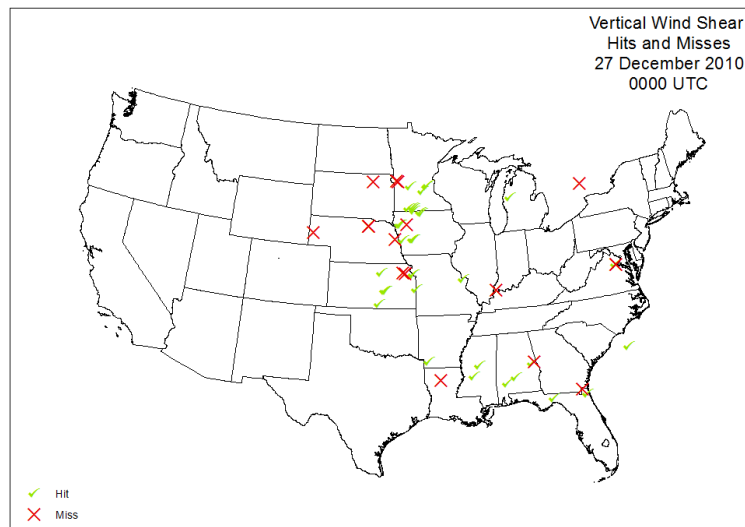 Vertical Wind Shear
Hits and Misses
27 December 2010
0000 UTC
Hit
Miss